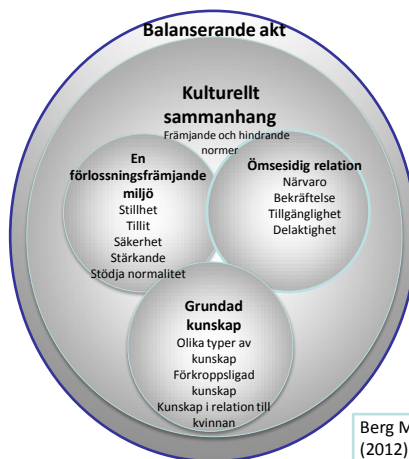 Balanserande akt
Kulturellt
sammanhang
Främjande och hindrande
normer
En
förlossningsfrämjande
miljö
Stillhet
Tillit
Säkerhet
Stärkande
Stödja normalitet
Ömsesidig relation
Närvaro
Bekräftelse
Tillgänglighet
Delaktighet
Grundad
kunskap
Olika typer av
kunskap
Förkroppsligad
kunskap
Kunskap i relation till
kvinnan
Berg M
(2012)